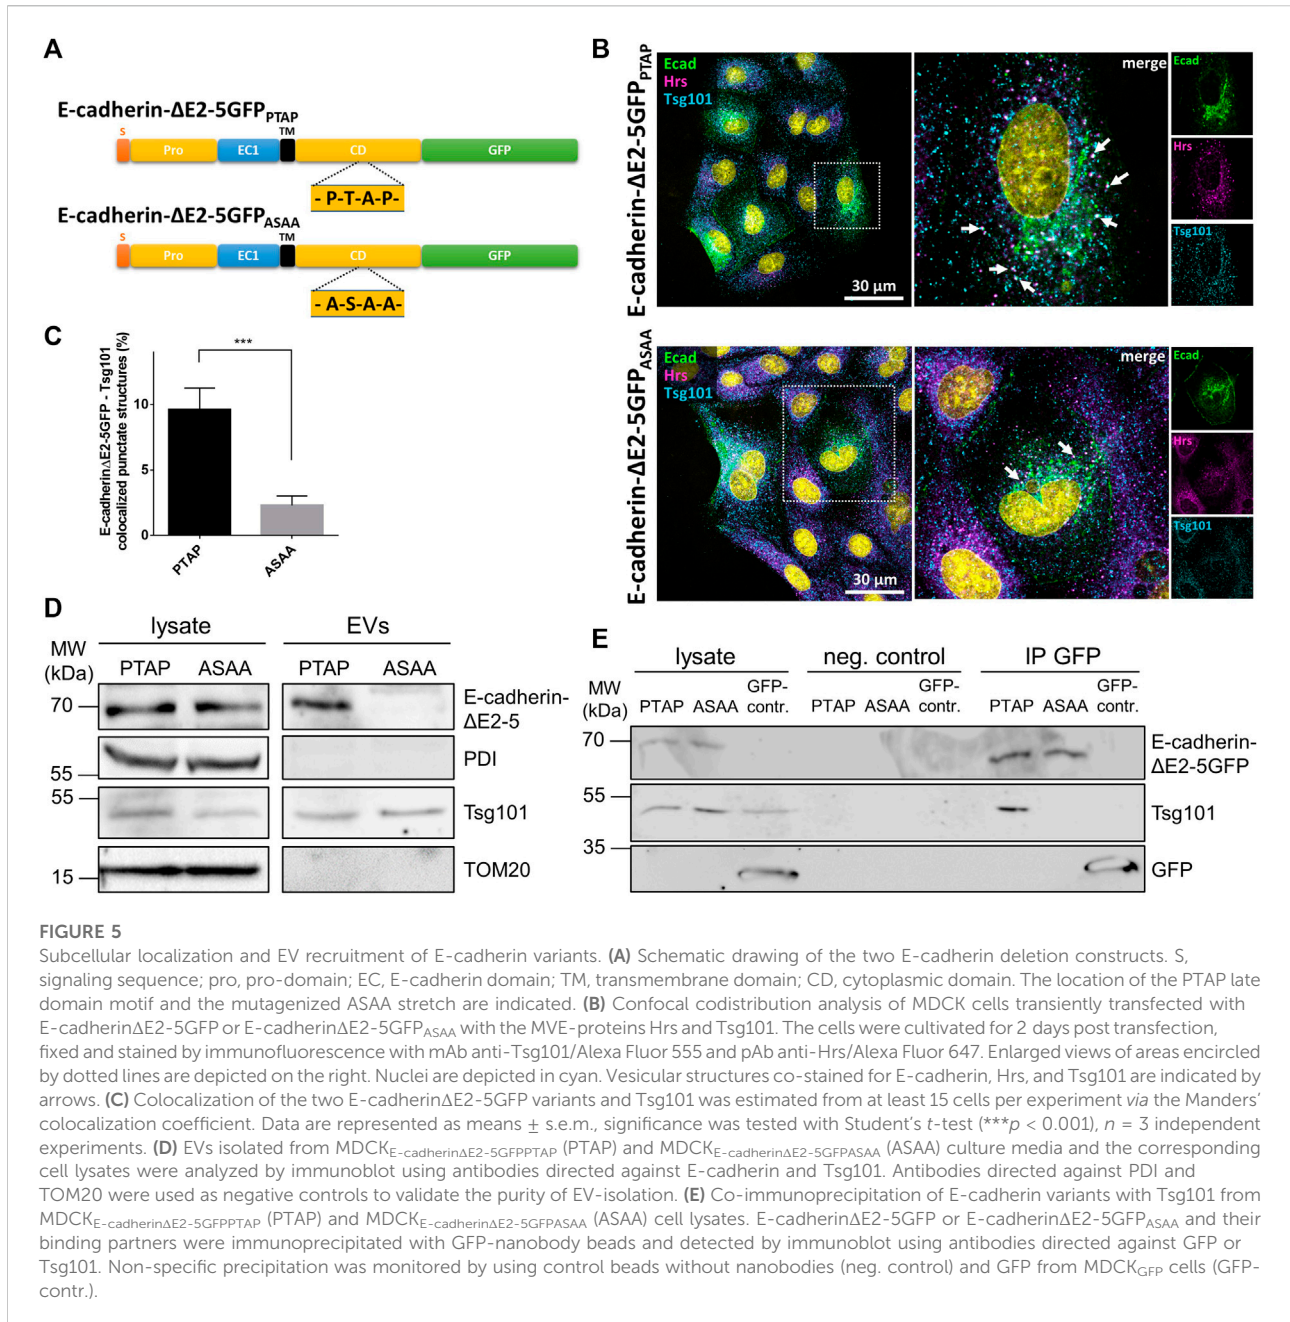 A
E-cadherin-ΔE2-5GFPPTAP
S
TM
Pro
EC1
CD
GFP
- P-T-A-P-
E-cadherin-ΔE2-5GFPASAA
S
TM
Pro
EC1
CD
GFP
- A-S-A-A-
B
E-cadherin-ΔE2-5GFPPTAP
Ecad
Hrs
Tsg101
30 µm
merge
Ecad
Hrs
Tsg101
E-cadherin-ΔE2-5GFPASAA
Ecad
Hrs
Tsg101
30 µm
merge
Ecad
Hrs
Tsg101
C
E-cadherinΔE2-5GFP - Tsg101
colocalized punctate structures (%)
10
5
0
***
PTAP
ASAA
D
lysate
EVs
MW
(kDa)
PTAP
ASAA
PTAP
ASAA
70
E-cadherin-
ΔE2-5
55
PDI
55
Tsg101
15
TOM20
E
lysate
neg. control
IP GFP
MW
(kDa)
PTAP
ASAA
GFP-
contr.
PTAP
ASAA
GFP-
contr.
PTAP
ASAA
GFP-
contr.
70
E-cadherin-
ΔE2-5GFP
55
Tsg101
35
GFP
FIGURE 5
Subcellular localization and EV recruitment of E-cadherin variants. (A) Schematic drawing of the two E-cadherin deletion constructs. S,
signaling sequence; pro, pro-domain; EC, E-cadherin domain; TM, transmembrane domain; CD, cytoplasmic domain. The location of the PTAP late
domain motif and the mutagenized ASAA stretch are indicated. (B) Confocal codistribution analysis of MDCK cells transiently transfected with
E-cadherinΔE2-5GFP or E-cadherinΔE2-5GFPASAA with the MVE-proteins Hrs and Tsg101. The cells were cultivated for 2 days post transfection,
fixed and stained by immunofluorescence with mAb anti-Tsg101/Alexa Fluor 555 and pAb anti-Hrs/Alexa Fluor 647. Enlarged views of areas encircled
by dotted lines are depicted on the right. Nuclei are depicted in cyan. Vesicular structures co-stained for E-cadherin, Hrs, and Tsg101 are indicated by
arrows. (C) Colocalization of the two E-cadherinΔE2-5GFP variants and Tsg101 was estimated from at least 15 cells per experiment via the Manders'
colocalization coefficient. Data are represented as means ± s.e.m., significance was tested with Student's t-test (***p < 0.001), n = 3 independent
experiments. (D) EVs isolated from MDCKE-cadherinΔE2-5GFPPTAP (PTAP) and MDCKE-cadherinΔE2-5GFPASAA (ASAA) culture media and the corresponding
cell lysates were analyzed by immunoblot using antibodies directed against E-cadherin and Tsg101. Antibodies directed against PDI and
TOM20 were used as negative controls to validate the purity of EV-isolation. (E) Co-immunoprecipitation of E-cadherin variants with Tsg101 from
MDCKE-cadherinΔE2-5GFPPTAP (PTAP) and MDCKE-cadherinΔE2-5GFPASAA (ASAA) cell lysates. E-cadherinΔE2-5GFP or E-cadherinΔE2-5GFPASAA and their
binding partners were immunoprecipitated with GFP-nanobody beads and detected by immunoblot using antibodies directed against GFP or
Tsg101. Non-specific precipitation was monitored by using control beads without nanobodies (neg. control) and GFP from MDCKGFP cells (GFP-
contr.).